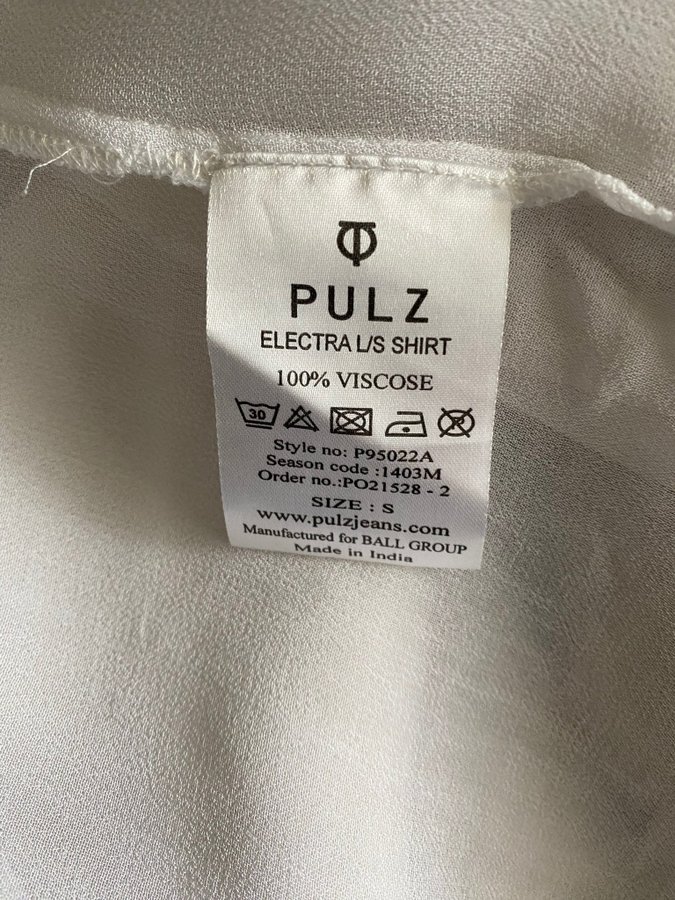 PULZ
ELECTRA L/S SHIRT
100% VISCOSE
30
Style no: P95022A
Season code :1403M
Order no.:PO21528 - 2
SIZE : S
www.pulzjeans.com
Manufactured for BALL GROUP
Made in India